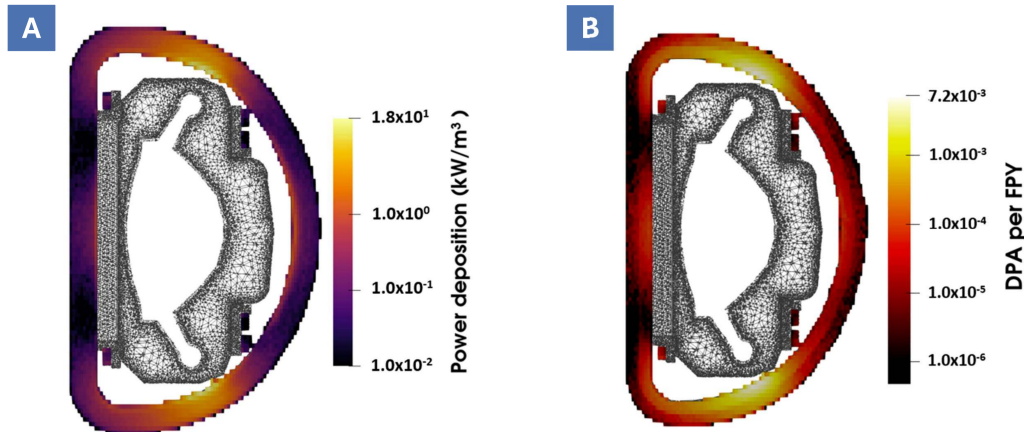 A
1.8x10¹
1.0x10⁰
1.0x10⁻¹
1.0x10⁻²
Power deposition (kW/m³)
B
7.2x10⁻³
1.0x10⁻³
1.0x10⁻⁴
1.0x10⁻⁵
1.0x10⁻⁶
DPA per FPY